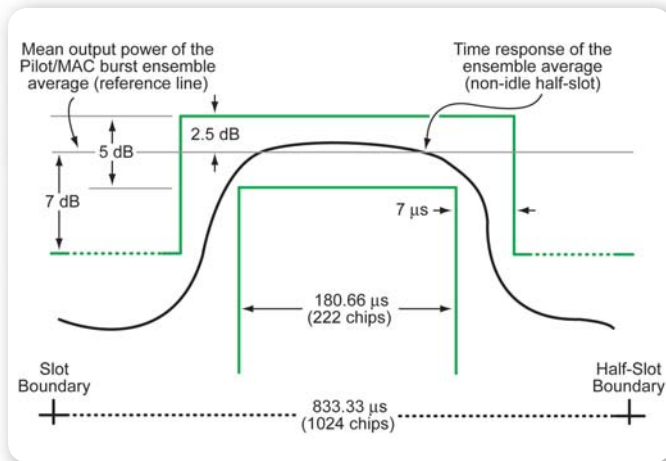 Mean output power of the
Pilot/MAC burst ensemble
average (reference line)
Time response of the
ensemble average
(non-idle half-slot)
2.5 dB
5 dB
7 dB
7 µs
180.66 µs
(222 chips)
Slot
Boundary
Half-Slot
Boundary
833.33 µs
(1024 chips)